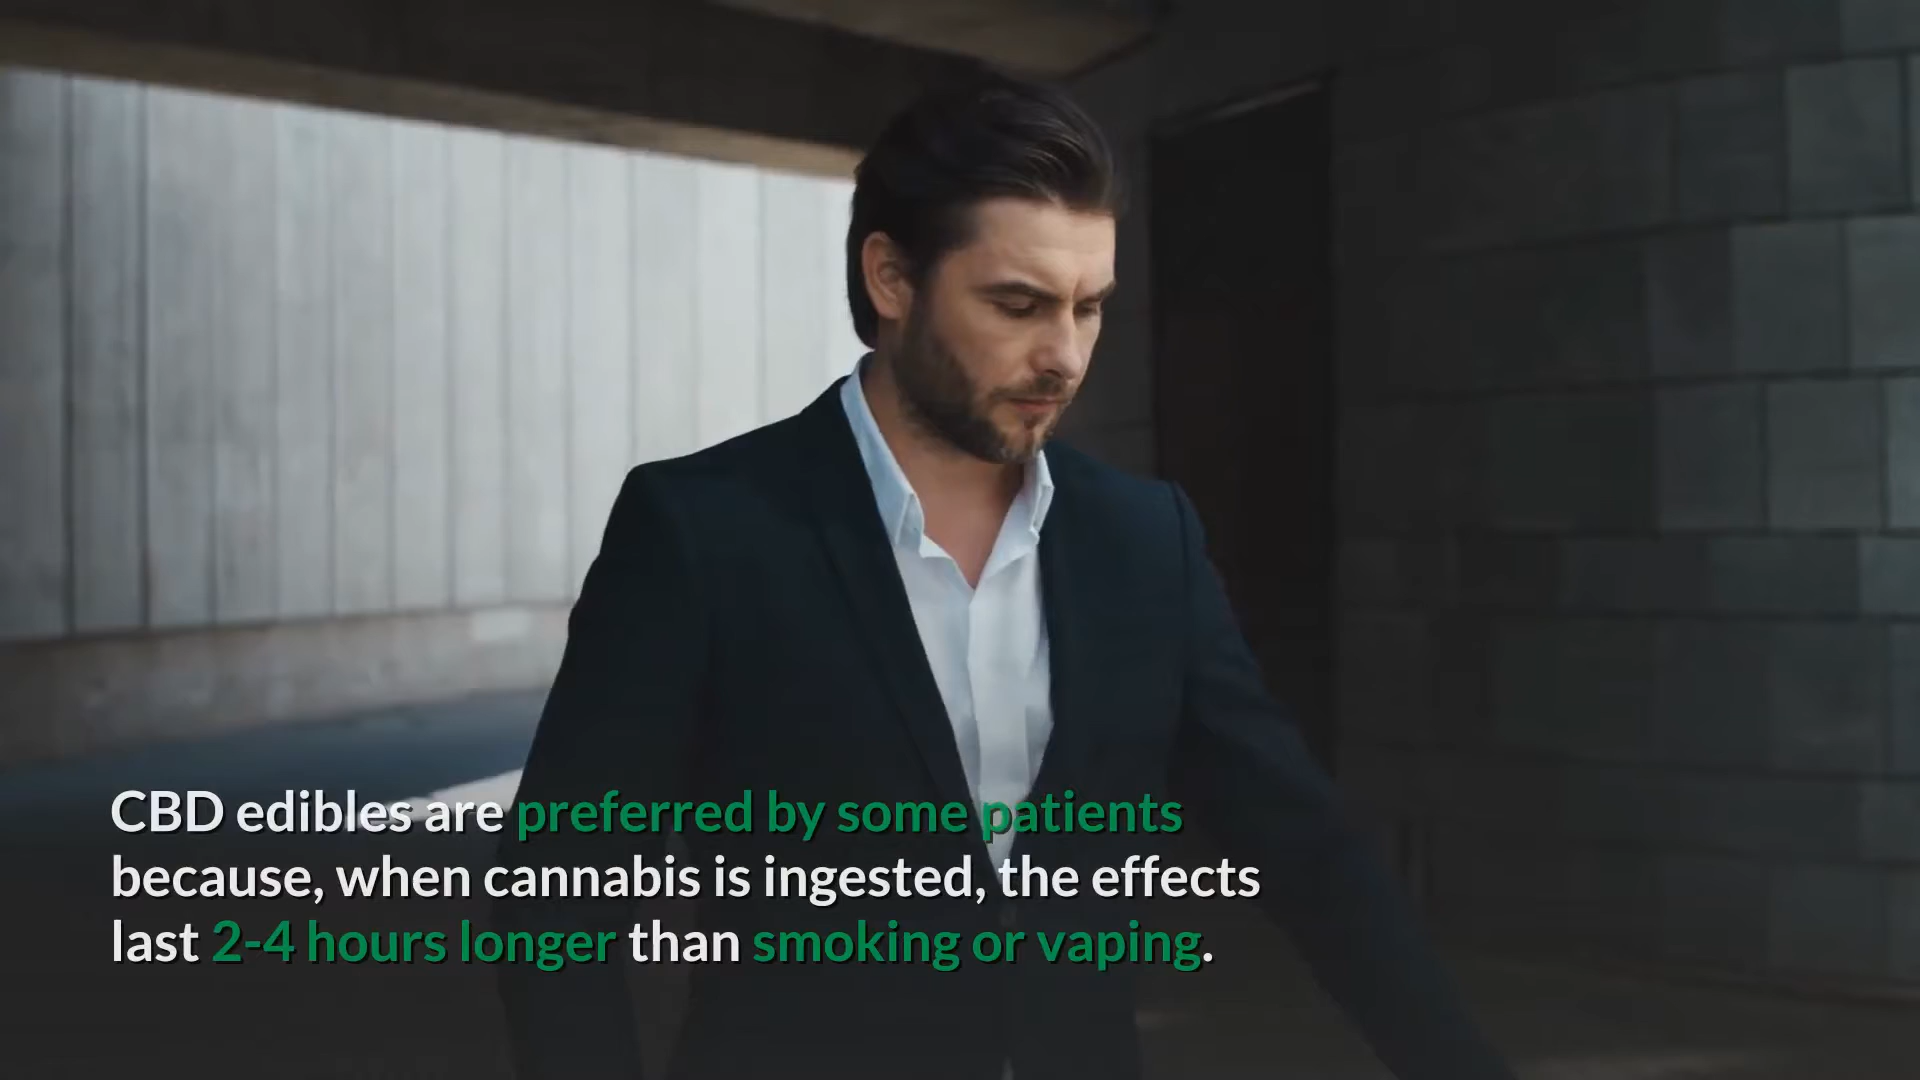 CBD edibles are preferred by some patients
because, when cannabis is ingested, the effects
last 2-4 hours longer than smoking or vaping.